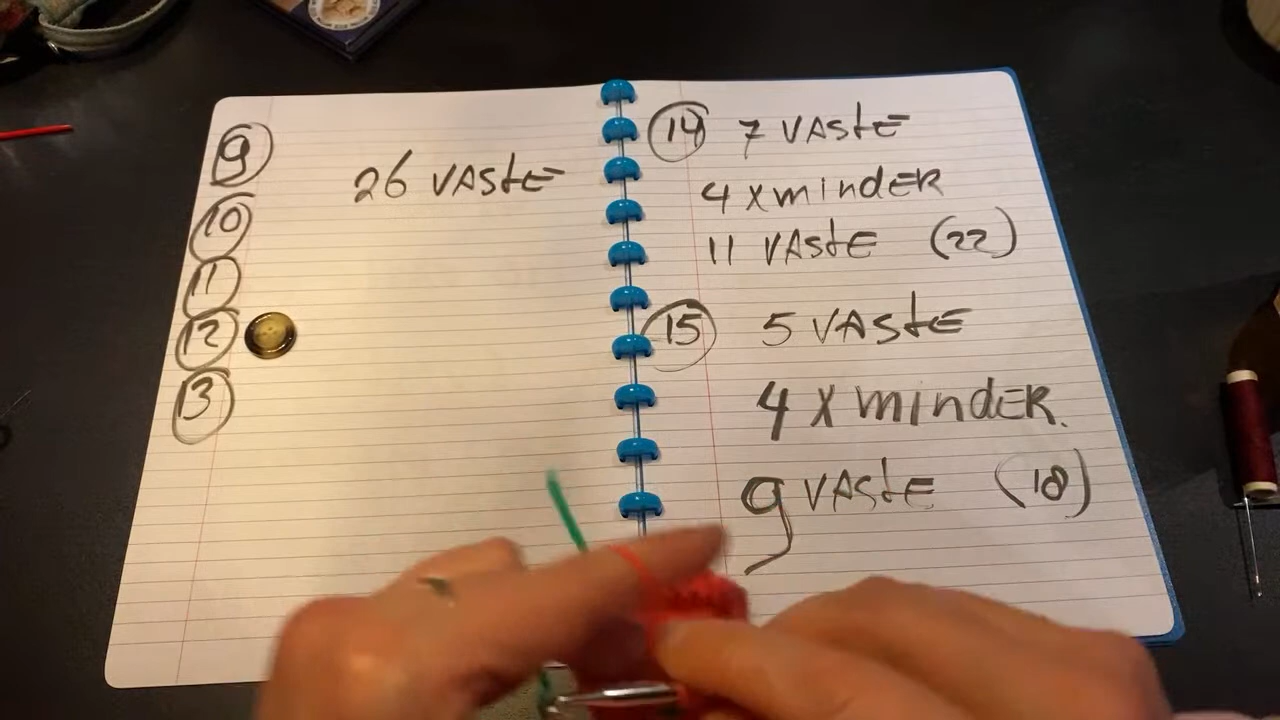 9
26 VASTE
10
11
12
13
14 7 VASTE
4 x mindER
11 VASTE (22)
15 5 VASTE
4 X mindER.
9 VASTE (18)